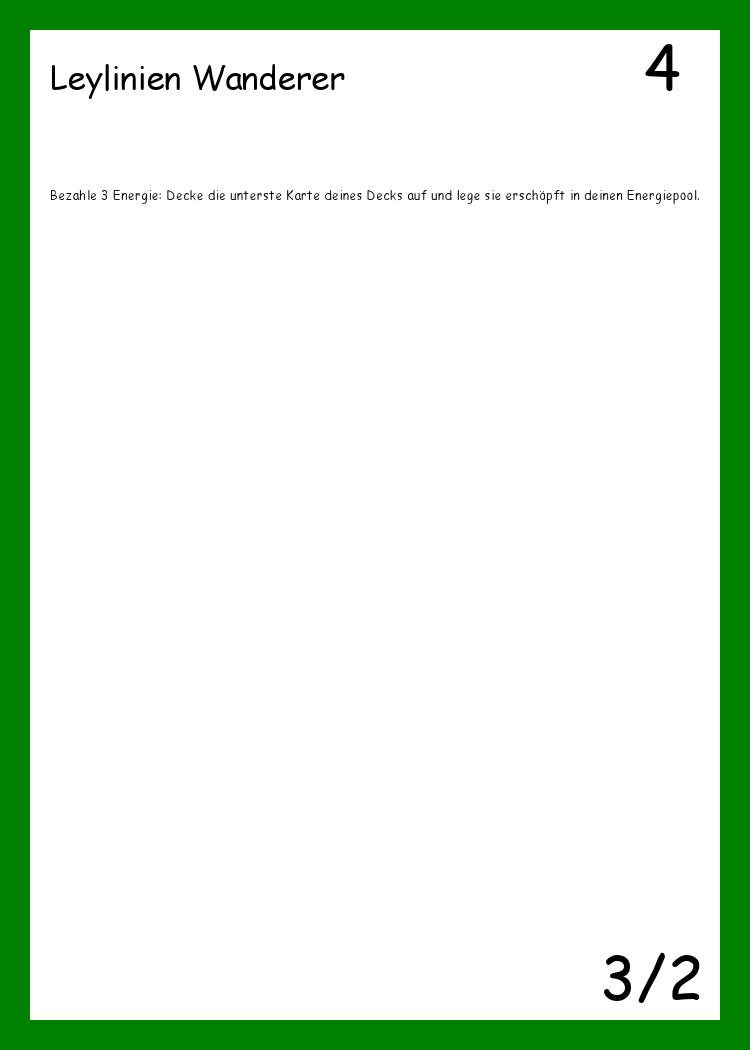 Leylinien Wanderer
4
Bezahle 3 Energie: Decke die unterste Karte deines Decks auf und lege sie erschöpft in deinen Energiepool.
3/2